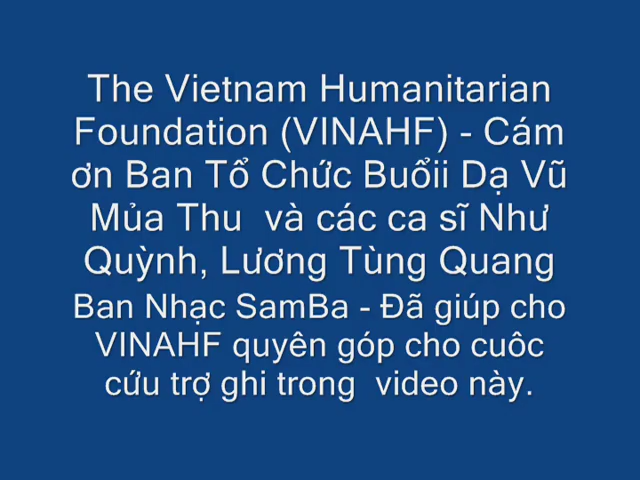 The Vietnam Humanitarian
Foundation (VINAHF) - Cám
ơn Ban Tổ Chức Buổii Dạ Vũ
Mủa Thu  và các ca sĩ Như
Quỳnh, Lương Tùng Quang
Ban Nhạc SamBa - Đã giúp cho
VINAHF quyên góp cho cuôc
cứu trợ ghi trong  video này.